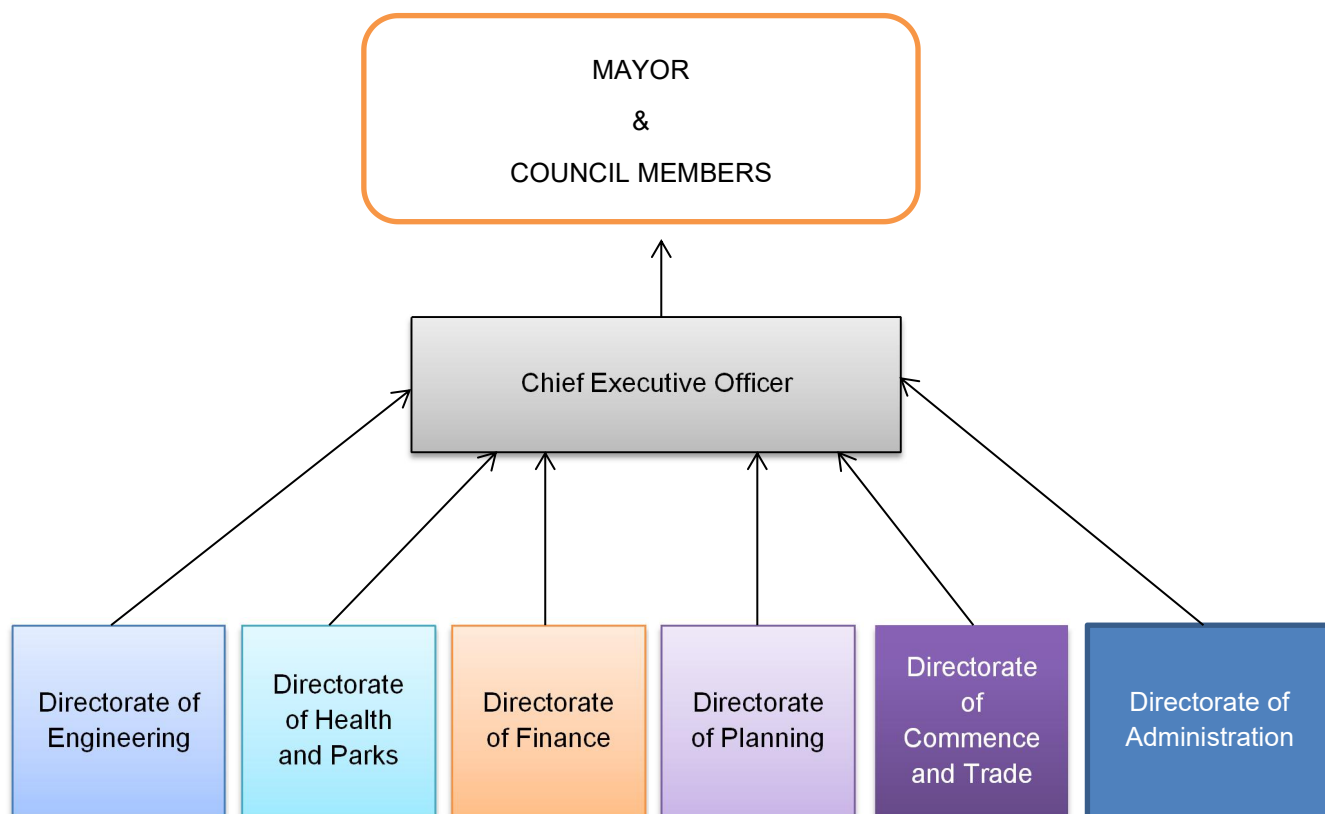 MAYOR
&
COUNCIL MEMBERS
Chief Executive Officer
Directorate of
Engineering
Directorate
of Health
and Parks
Directorate
of Finance
Directorate
of Planning
Directorate
of
Commence
and Trade
Directorate of
Administration